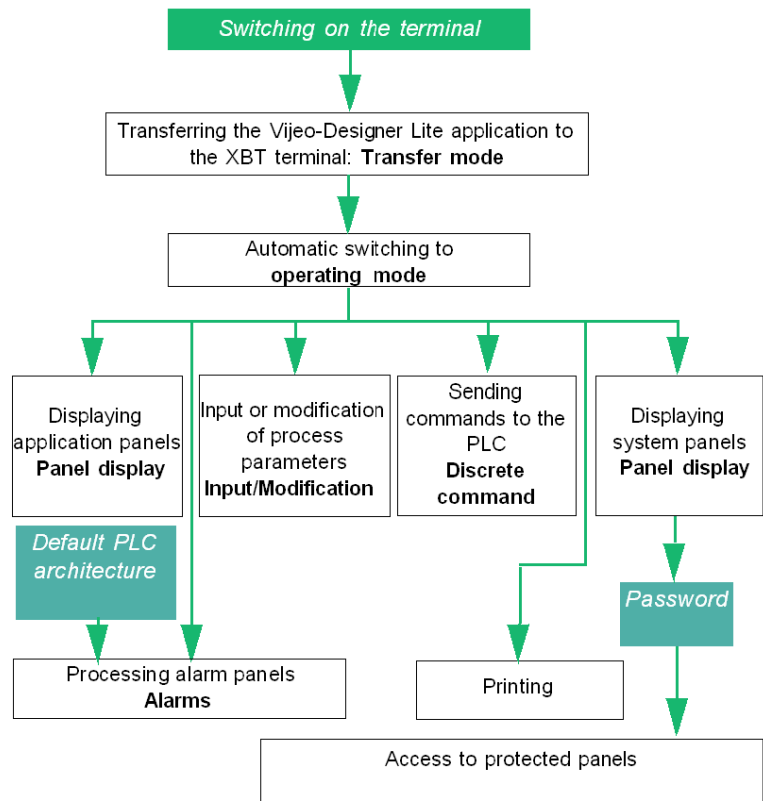 Switching on the terminal
Transferring the Vijeo-Designer Lite application to
the XBT terminal: Transfer mode
Automatic switching to
operating mode
Displaying
application panels
Panel display
Input or modification
of process
parameters
Input/Modification
Sending
commands to the
PLC
Discrete
command
Displaying
system panels
Panel display
Default PLC
architecture
Password
Processing alarm panels
Alarms
Printing
Access to protected panels